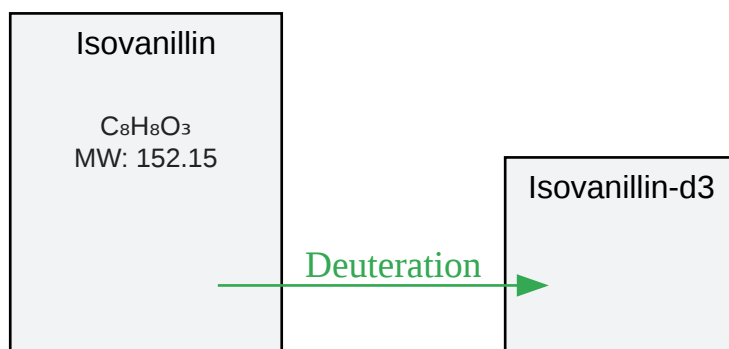 Isovanillin
C₈H₈O₃
MW: 152.15
Deuteration
Isovanillin-d3